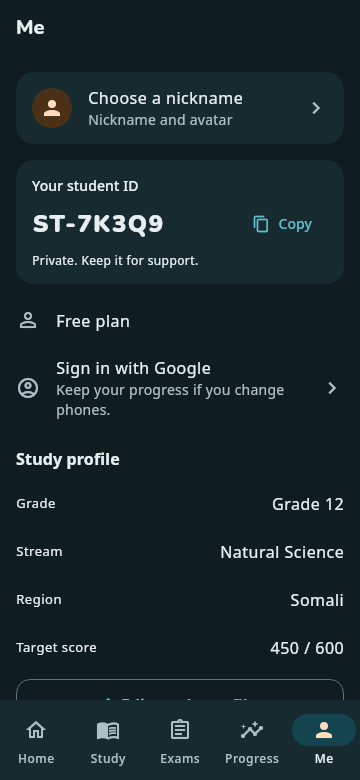 Me
Choose a nickname
Nickname and avatar
Your student ID
ST-7K3Q9
Copy
Private. Keep it for support.
Free plan
Sign in with Google
Keep your progress if you change
phones.
Study profile
Grade
Grade 12
Stream
Natural Science
Region
Somali
Target score
450 / 600
Home
Study
Exams
Progress
Me